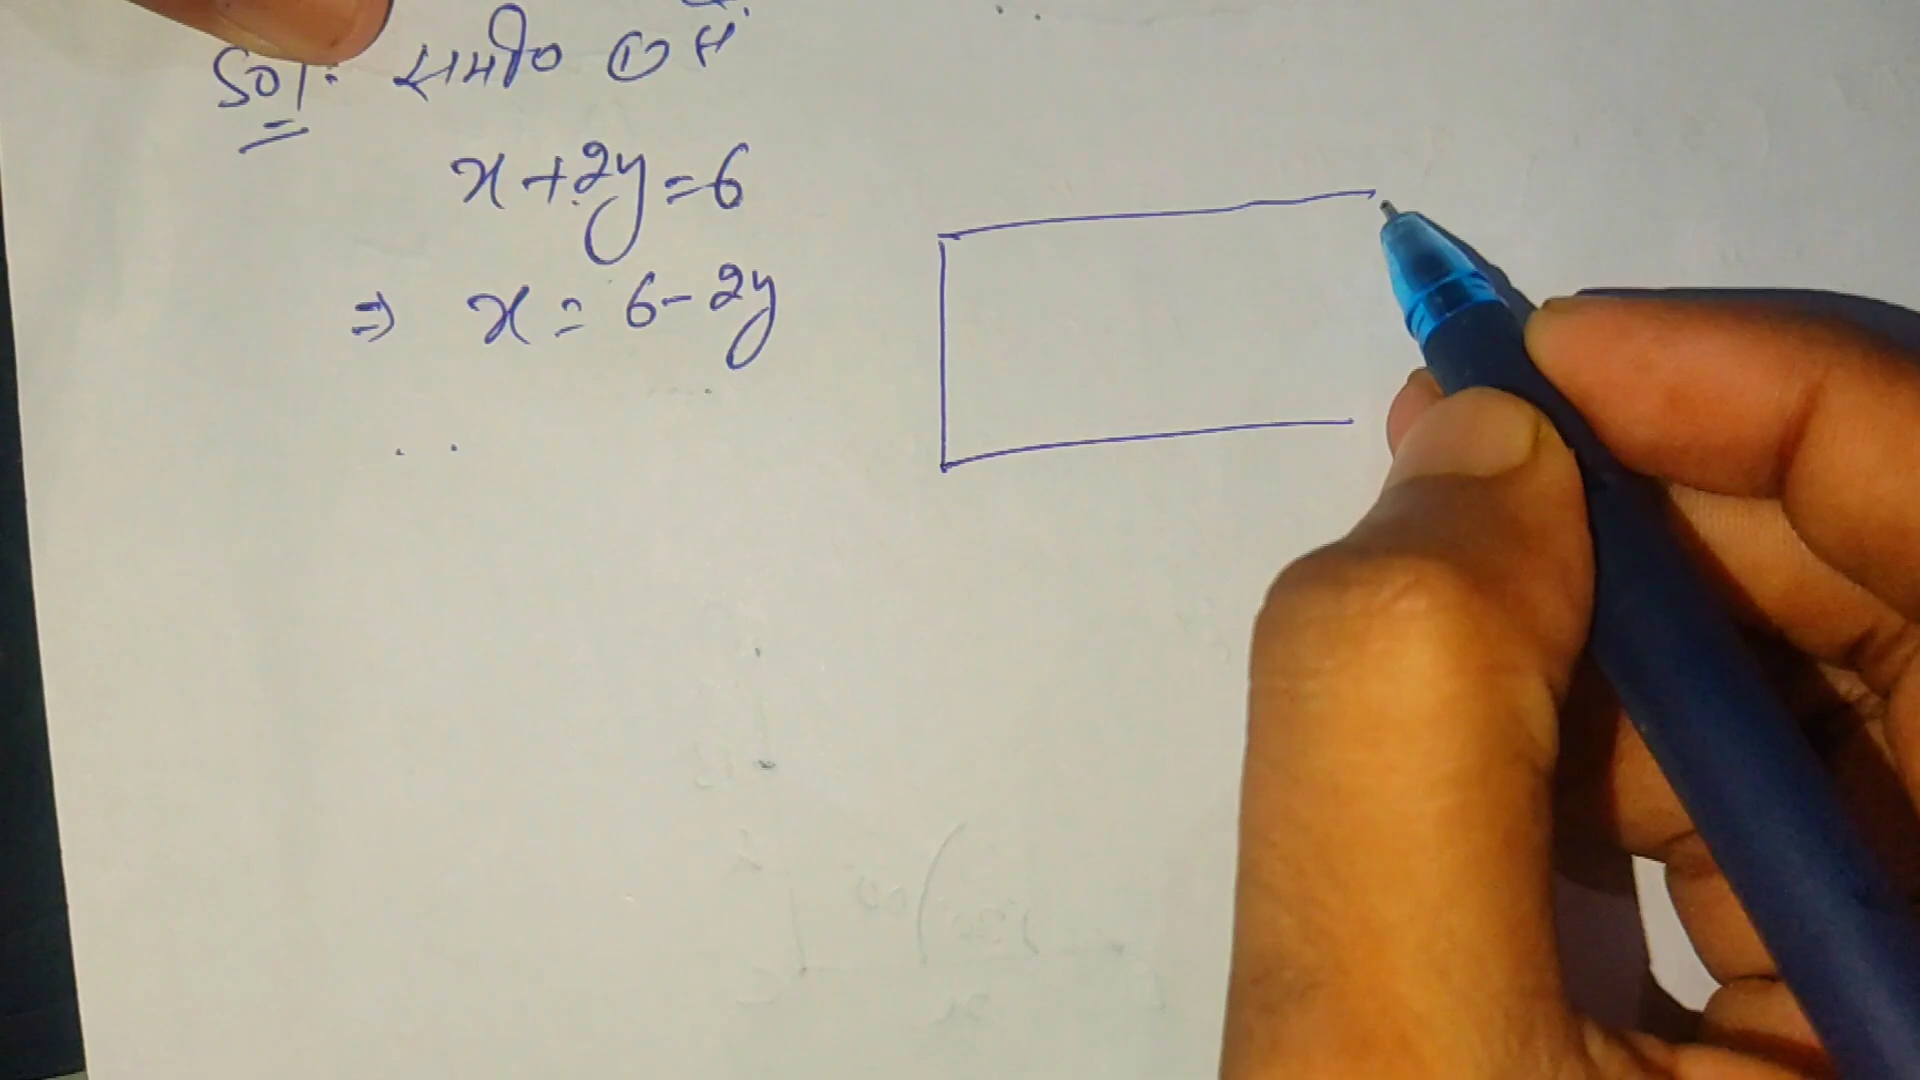 Sol: समी० ① में
x+2y=6
⇒ x = 6-2y